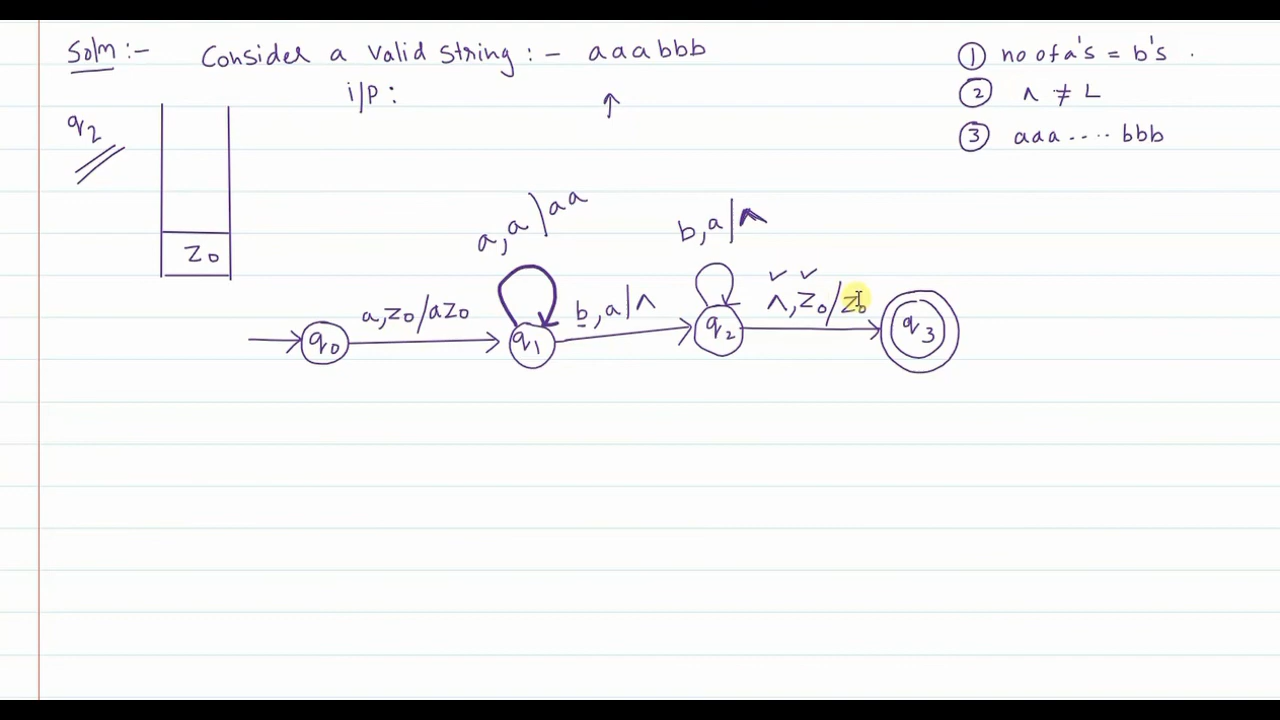 Soln :- Consider a valid string : - aaabbb
i/p :
① no of a's = b's .
② ʌ ≠ L
③ aaa .... bbb
q2
z0
a, a | aa
b, a | ʌ
a, z0 / az0
b, a | ʌ
ʌ, z0 / z0
q0
q1
q2
q3